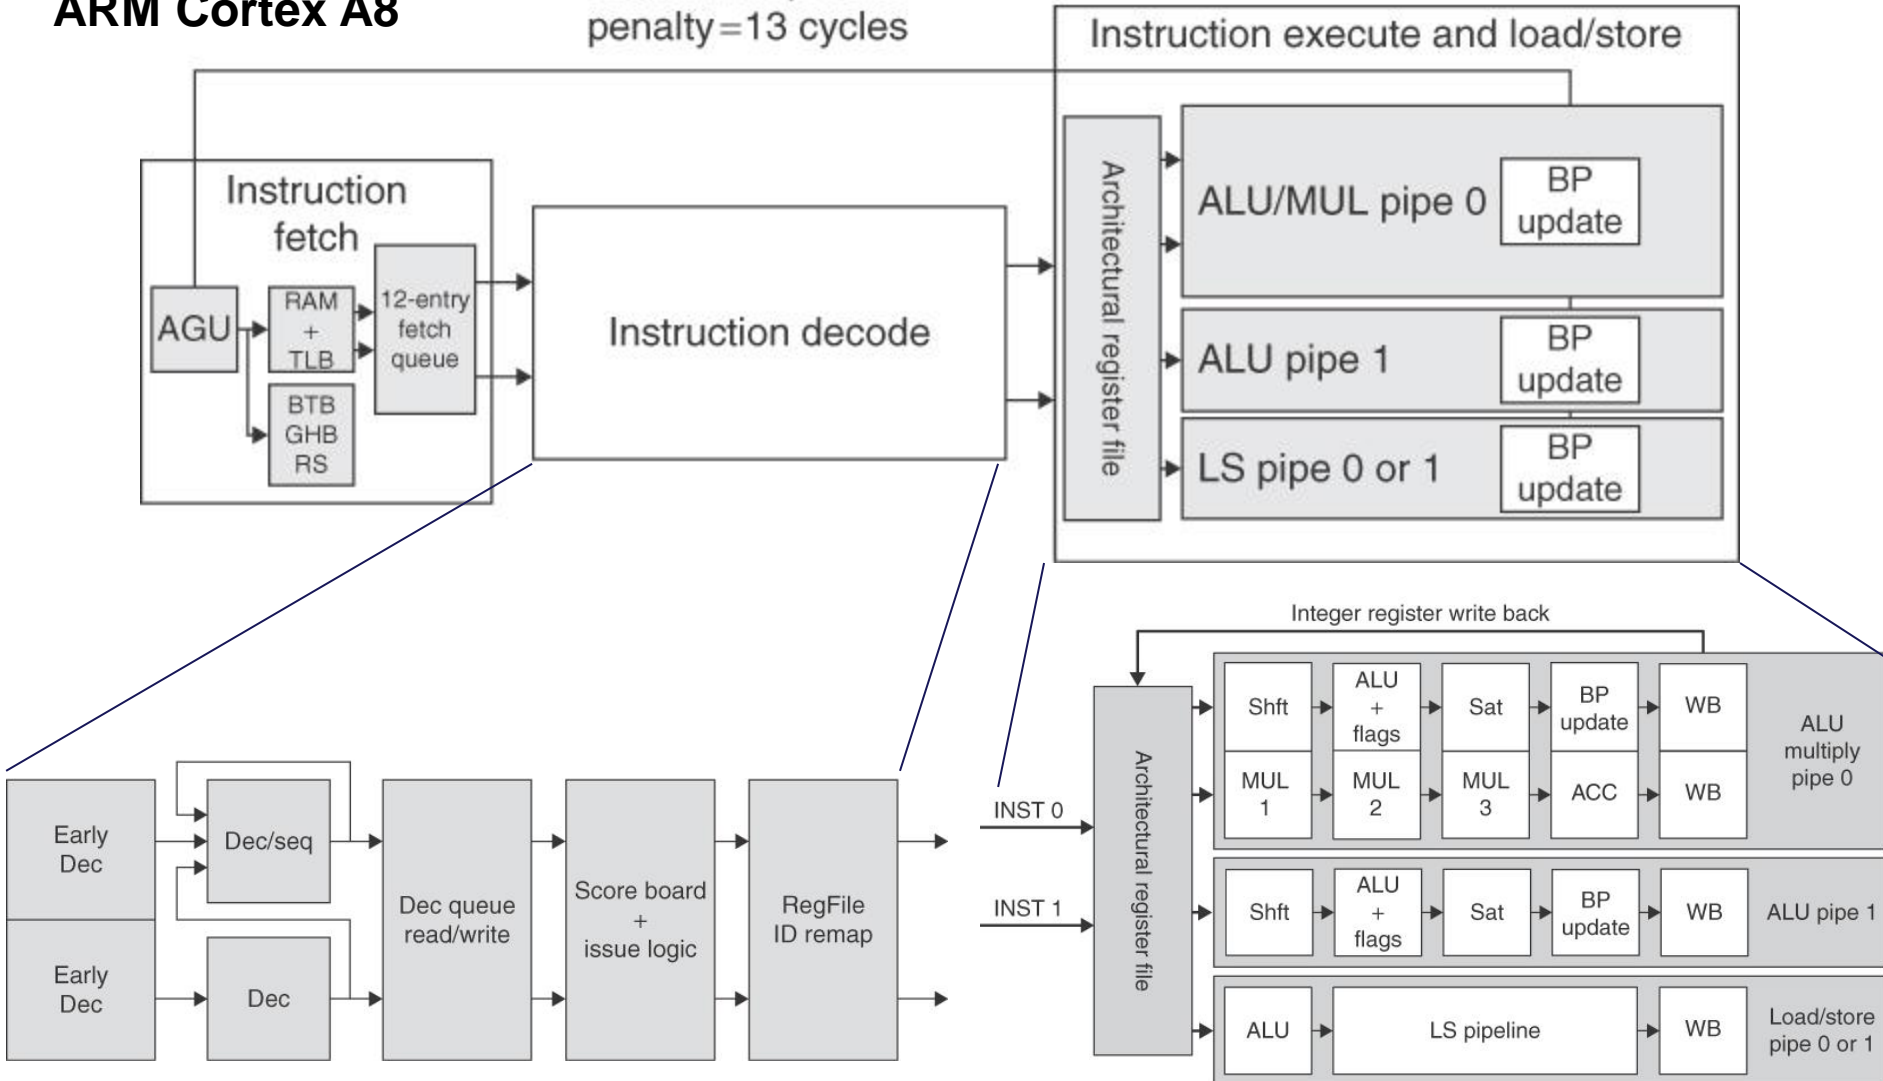 ARM Cortex A8
penalty=13 cycles
Instruction execute and load/store
Instruction
fetch
AGU
RAM
+
TLB
BTB
GHB
RS
12-entry
fetch
queue
Instruction decode
Architectural register file
ALU/MUL pipe 0
BP
update
ALU pipe 1
BP
update
LS pipe 0 or 1
BP
update
Early
Dec
Early
Dec
Dec/seq
Dec
Dec queue
read/write
Score board
+
issue logic
RegFile
ID remap
Integer register write back
INST 0
INST 1
Architectural register file
Shft
ALU
+
flags
Sat
BP
update
WB
MUL
1
MUL
2
MUL
3
ACC
WB
ALU
multiply
pipe 0
Shft
ALU
+
flags
Sat
BP
update
WB
ALU pipe 1
ALU
LS pipeline
WB
Load/store
pipe 0 or 1